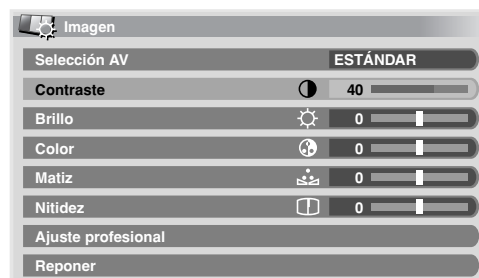 Imagen
Selección AV ESTÁNDAR
Contraste 40
Brillo 0
Color 0
Matiz 0
Nitidez 0
Ajuste profesional
Reponer